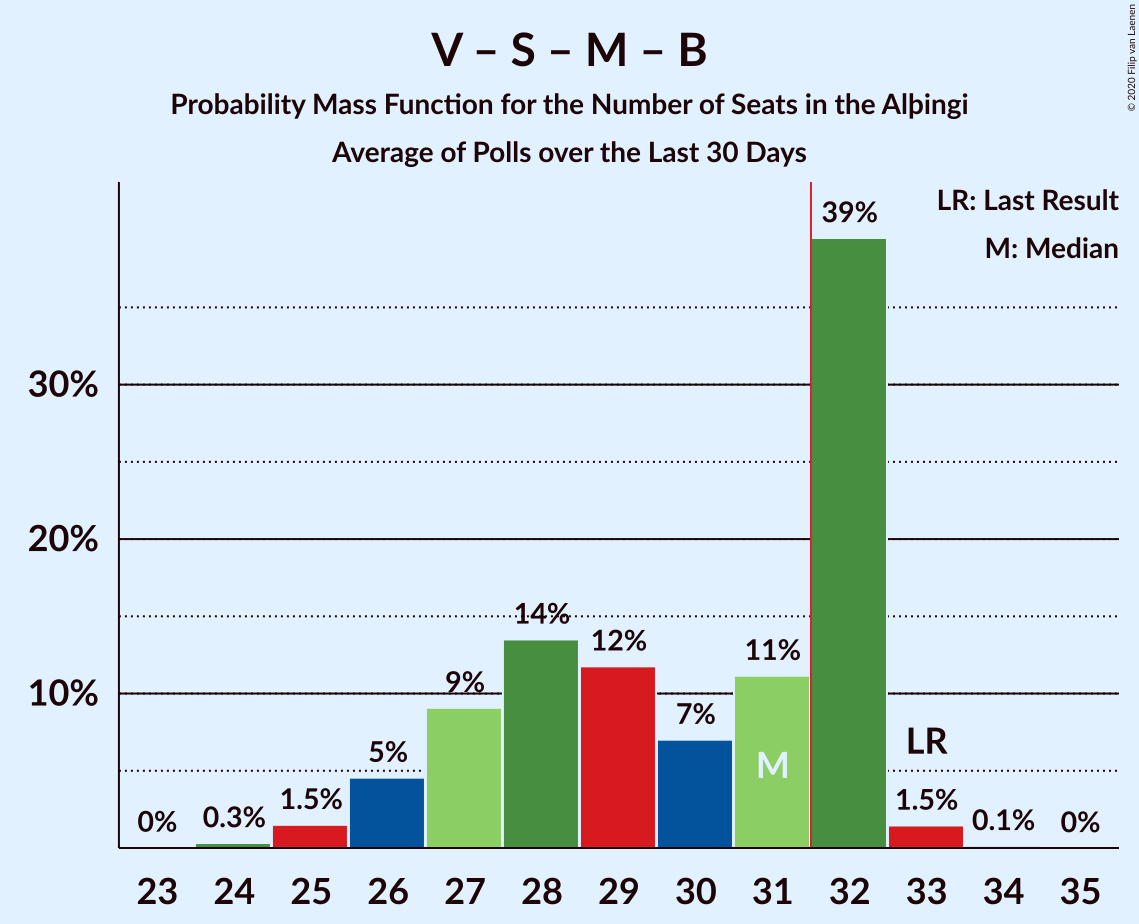 V – S – M – B
Probability Mass Function for the Number of Seats in the Alþingi
Average of Polls over the Last 30 Days
© 2020 Filip van Laenen
LR: Last Result
M: Median
30%
20%
10%
0%
0.3%
1.5%
5%
9%
14%
12%
7%
11%
39%
1.5%
0.1%
0%
M
LR
23 24 25 26 27 28 29 30 31 32 33 34 35